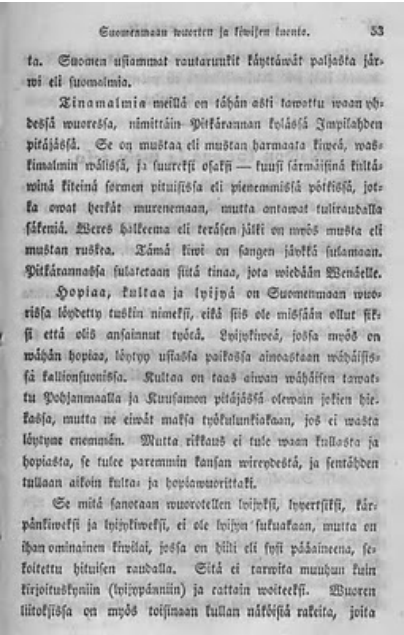 Suomenmaan wuorten ja kiwisen luento. 53
ta. Suomen usiammat rautaruukit käyttäwät paljasta jär-
wi eli suomalmia.
Tinamalmia meillä on tähän asti tawattu waan yh-
dessä wuoressa, nimittäin Pitkärannan kylässä Impilahden
pitäjässä. Se on mustaa eli mustan harmaata kiweä, was-
kimalmin wälissä, ja suureksi osaksi — kuusi särmäisinä kultä-
winä kiteinä sormen pituisissa eli pienemmissä pötkissä, jot-
ka owat herkät murenemaan, mutta antawat tuliraudalla
säkeniä. Weres halkeema eli teräsen jälki on myös musta eli
mustan ruskea. Tämä kiwi on sangen jäykkä sulamaan.
Pitkärannassa sulatetaan siitä tinaa, jota wiedään Wenäelle.
Hopiaa, kultaa ja lyijyä on Suomenmaan wuo-
rissa löydetty tuskin nimeksi, eikä siis ole missään ollut sik-
si että olis ansainnut työtä. Lyijykiweä, jossa myös on
wähän hopiaa, löytyy usiassa paikassa ainoastaan wähäisis-
sä kallionsuonissa. Kultaa on taas aiwan wähäisen tawat-
tu Pohjanmaalla ja Kuusamon pitäjässä olewain jokien hie-
kassa, mutta ne eiwät maksa työkulunkiakaan, jos ei wasta
löytyne enemmän. Mutta rikkaus ei tule waan kullasta ja
hopiasta, se tulee paremmin kansan wireydestä, ja sentähden
tullaan aikoin kulta- ja hopiawuorittaki.
Se mitä sanotaan wuorotellen lyijyksi, lyyertsiksi, kär-
pänkiweksi ja lyijykiweksi, ei ole lyijyn sukuakaan, mutta on
ihan ominainen kiwilai, jossa on hiili eli sysi pääaineena, se-
koitettu hituisen raudalla. Sitä ei tarwita muuhun kuin
kirjoituskyniin (lyijypänniin) ja rattain woiteeksi. Wuoren
liitoksissa on myös toisinaan kullan näköisiä rakeita, joita